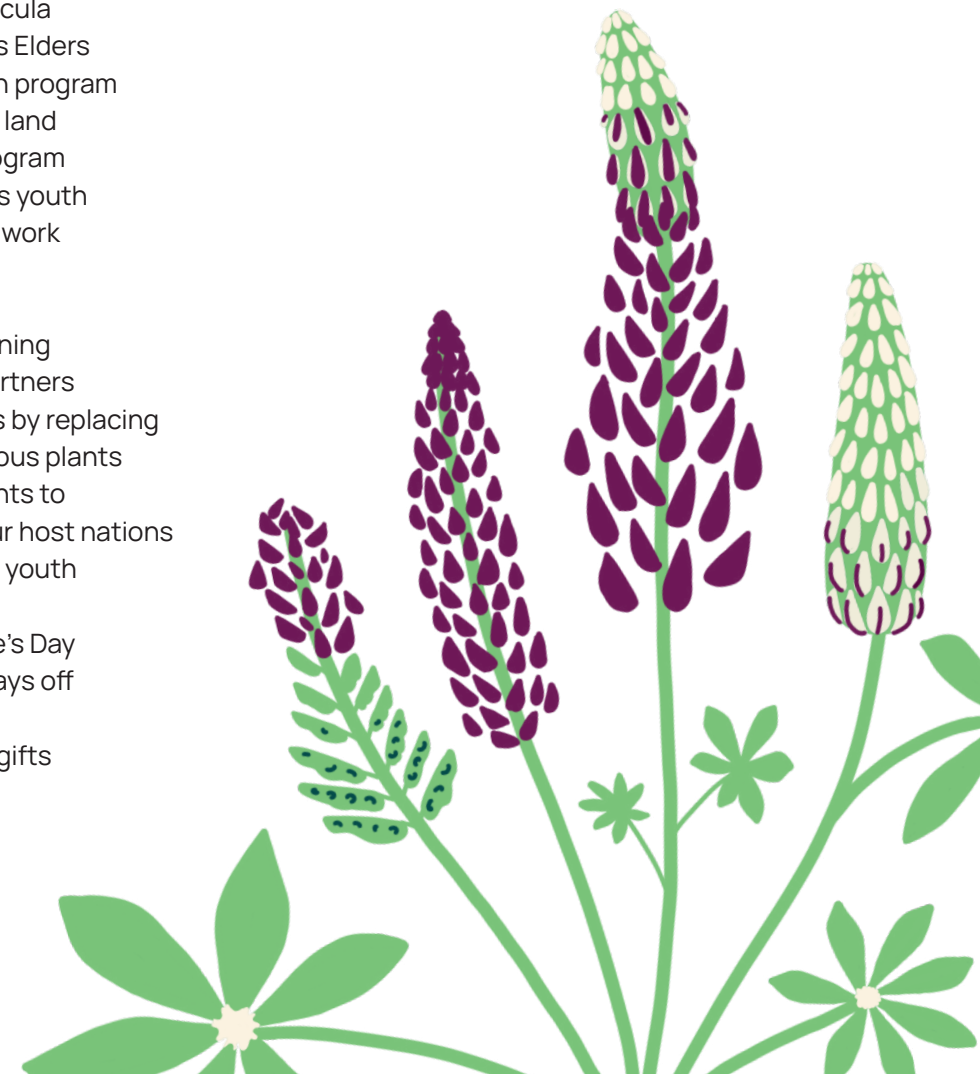 cula
s Elders
n program
land
ogram
s youth
work
ning
rtners
s by replacing
ous plants
nts to
ur host nations
youth
e's Day
ays off
gifts